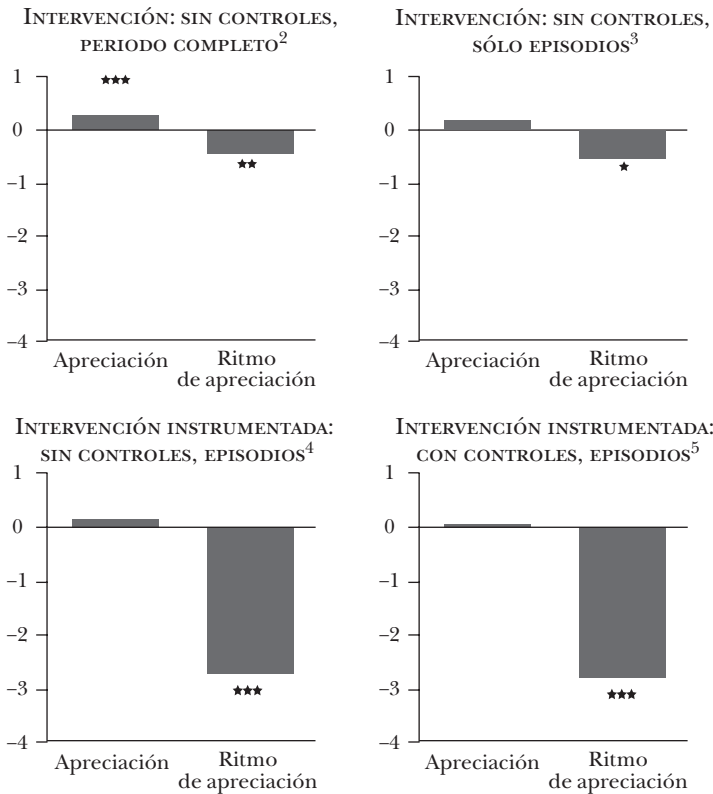 INTERVENCIÓN: SIN CONTROLES,
PERIODO COMPLETO²
1
0
−1
−2
−3
−4
★★★
★★
Apreciación
Ritmo
de apreciación
INTERVENCIÓN: SIN CONTROLES,
SÓLO EPISODIOS³
1
0
−1
−2
−3
−4
★
Apreciación
Ritmo
de apreciación
INTERVENCIÓN INSTRUMENTADA:
SIN CONTROLES, EPISODIOS⁴
1
0
−1
−2
−3
−4
★★★
Apreciación
Ritmo
de apreciación
INTERVENCIÓN INSTRUMENTADA:
CON CONTROLES, EPISODIOS⁵
1
0
−1
−2
−3
−4
★★★
Apreciación
Ritmo
de apreciación